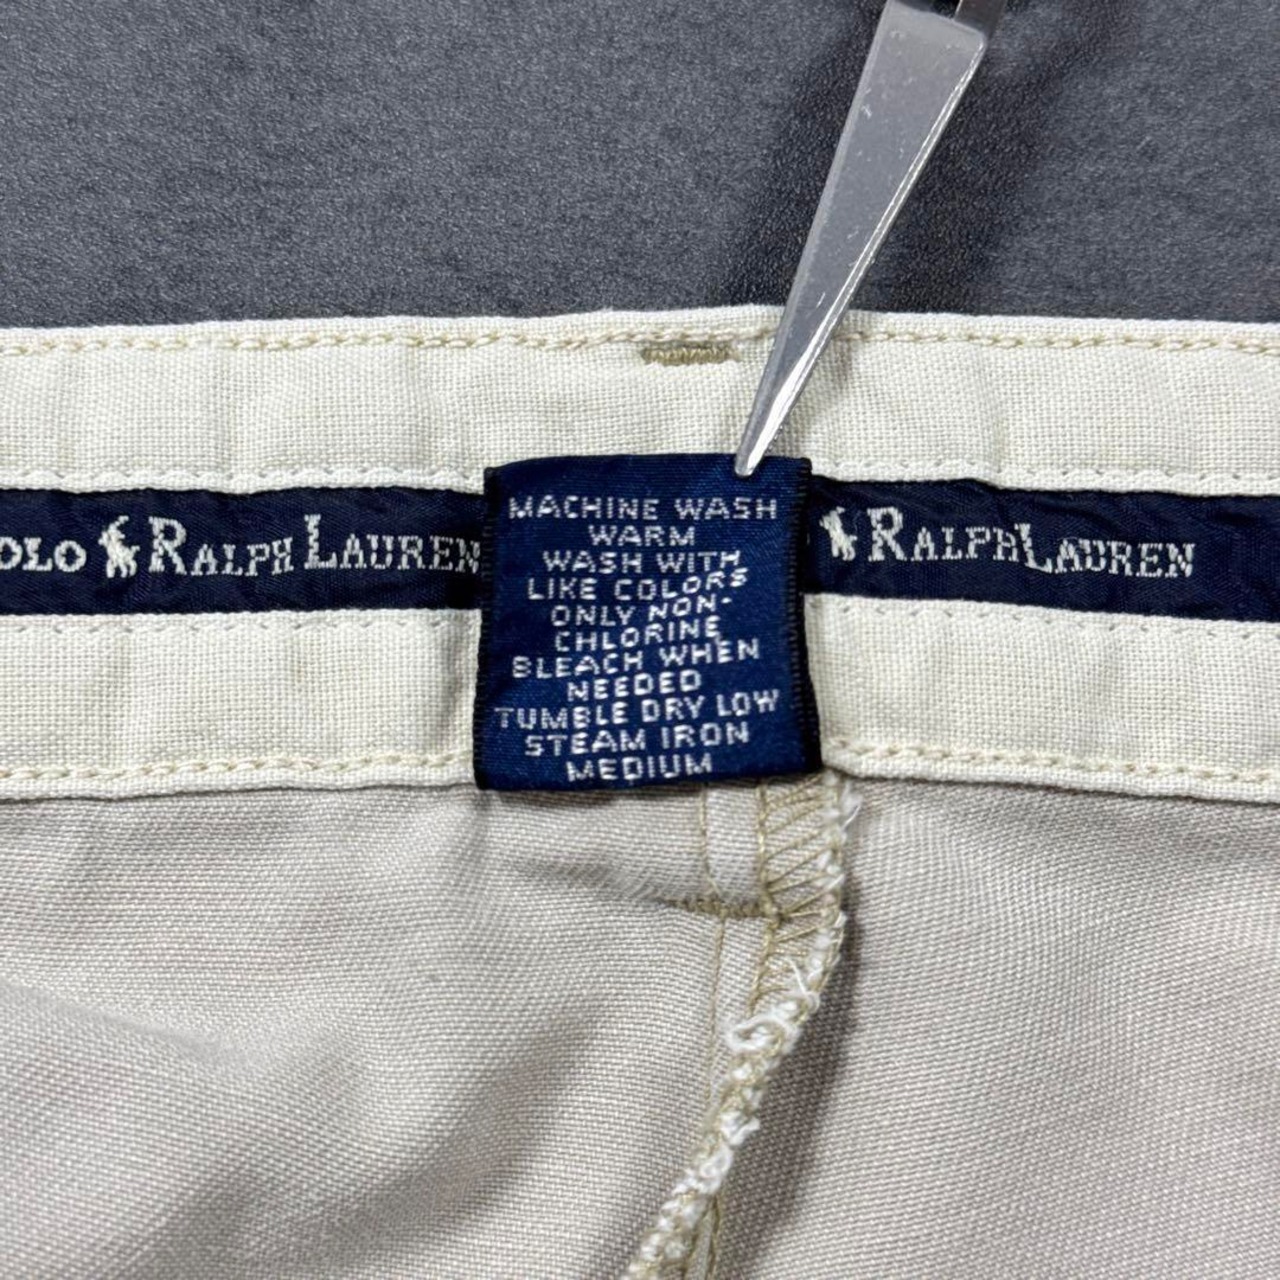 OLO RALPH LAUREN
RALPH LAUREN
MACHINE WASH
WARM
WASH WITH
LIKE COLORS
ONLY NON-
CHLORINE
BLEACH WHEN
NEEDED
TUMBLE DRY LOW
STEAM IRON
MEDIUM